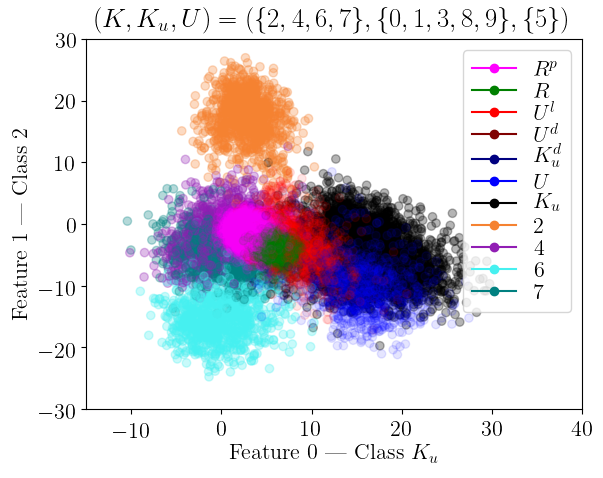 (K, K_u, U) = ({2, 4, 6, 7}, {0, 1, 3, 8, 9}, {5})
30
20
10
0
−10
−20
−30
Feature 1 — Class 2
R^p
R
U^l
U^d
K_u^d
U
K_u
2
4
6
7
−10
0
10
20
30
40
Feature 0 — Class K_u